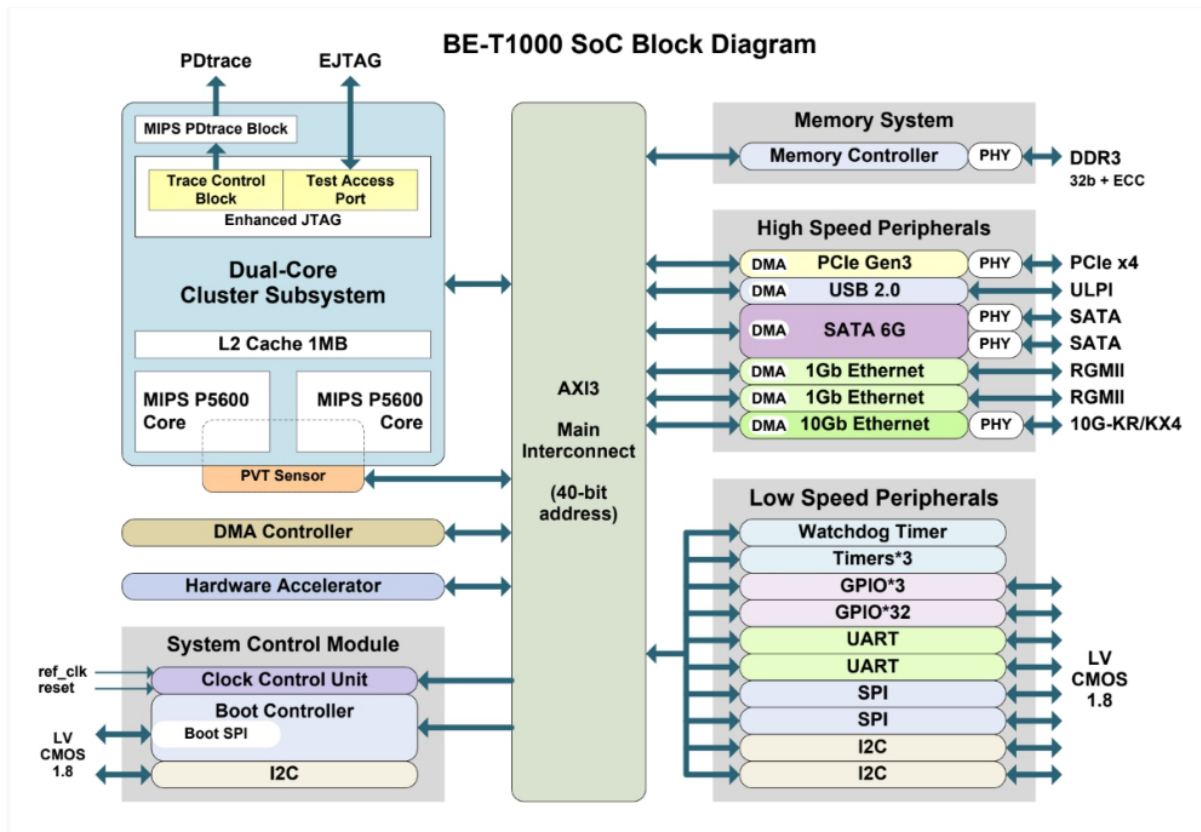 BE-T1000 SoC Block Diagram
PDtrace
EJTAG
MIPS PDtrace Block
Trace Control
Block
Test Access
Port
Enhanced JTAG
Dual-Core
Cluster Subsystem
L2 Cache 1MB
MIPS P5600
Core
MIPS P5600
Core
PVT Sensor
DMA Controller
Hardware Accelerator
System Control Module
ref_clk
reset
Clock Control Unit
Boot Controller
Boot SPI
LV
CMOS
1.8
I2C
AXI3
Main
Interconnect
(40-bit
address)
Memory System
Memory Controller
PHY
DDR3
32b + ECC
High Speed Peripherals
DMA
PCIe Gen3
PHY
PCIe x4
DMA
USB 2.0
ULPI
DMA
SATA 6G
PHY
SATA
PHY
SATA
DMA
1Gb Ethernet
RGMII
DMA
1Gb Ethernet
RGMII
DMA
10Gb Ethernet
PHY
10G-KR/KX4
Low Speed Peripherals
Watchdog Timer
Timers*3
GPIO*3
GPIO*32
UART
UART
SPI
SPI
I2C
I2C
LV
CMOS
1.8